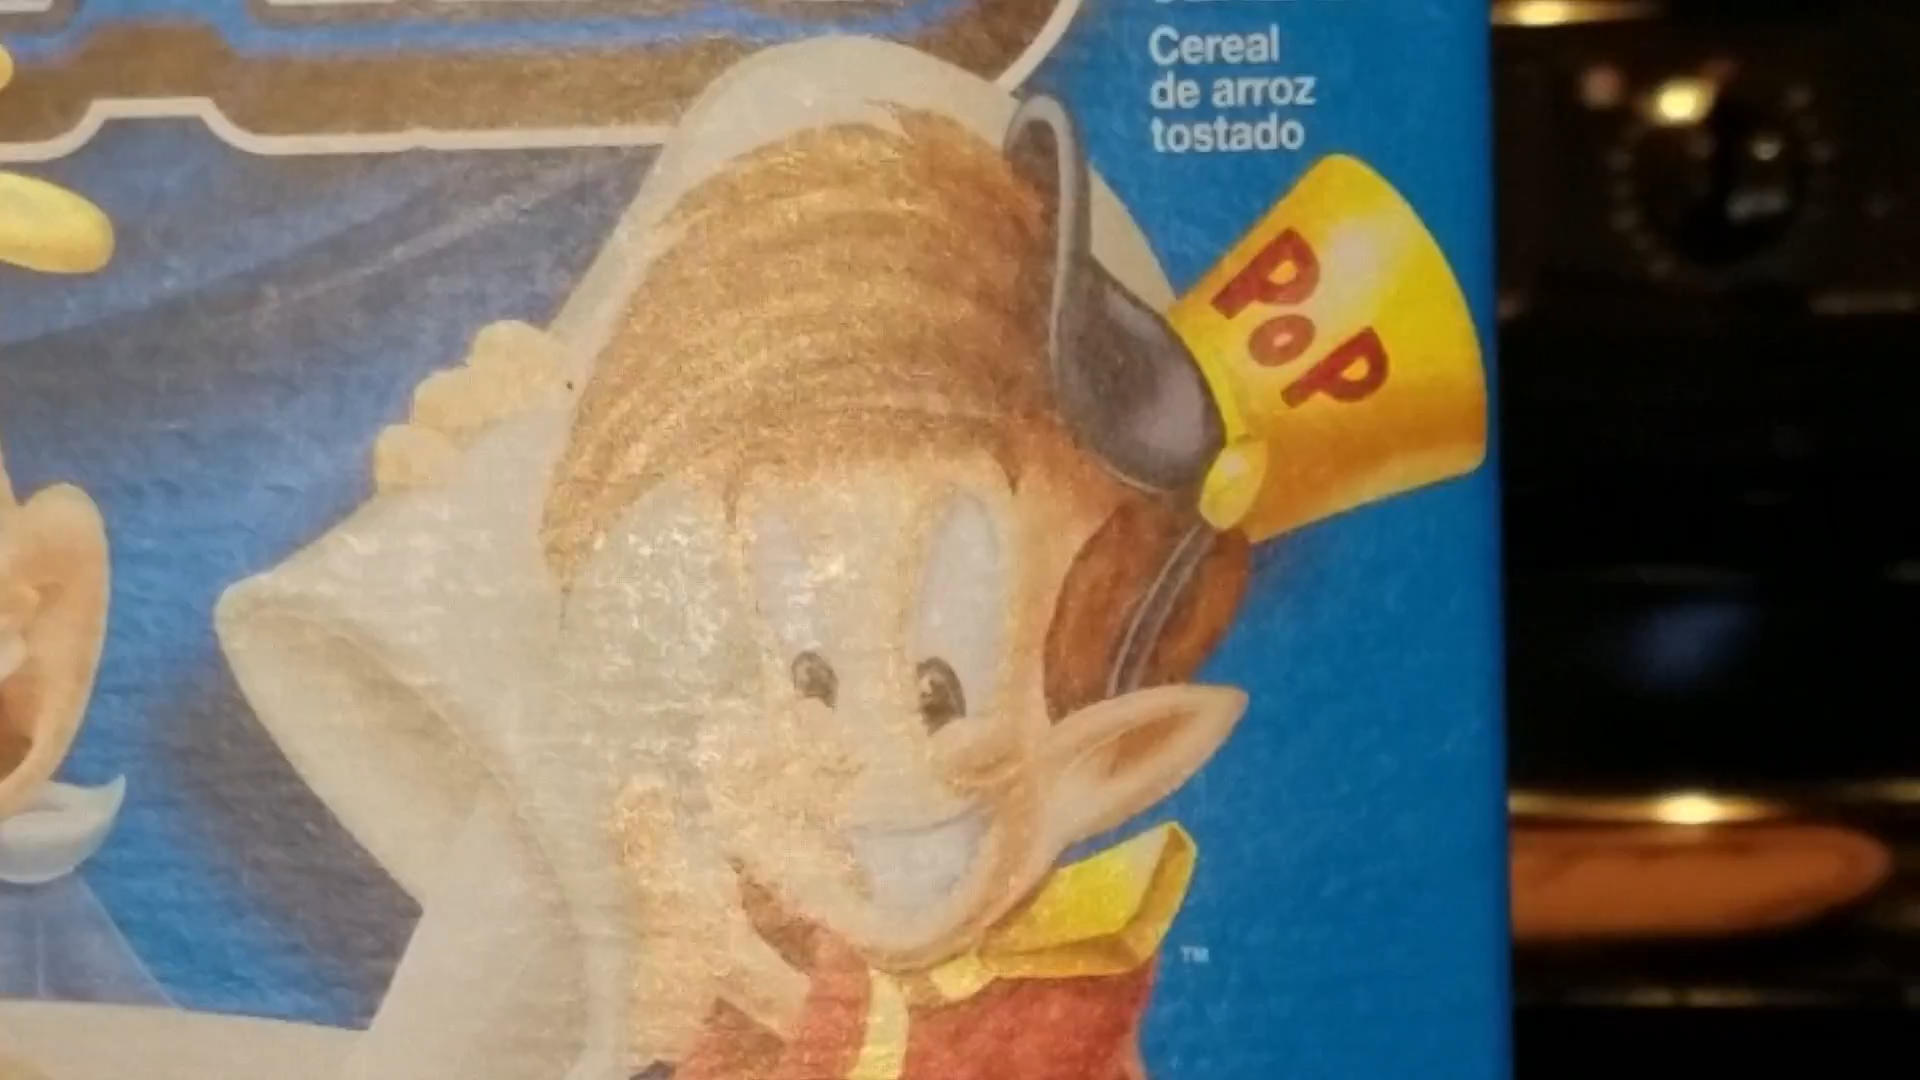 Cereal
de arroz
tostado
PoP
™